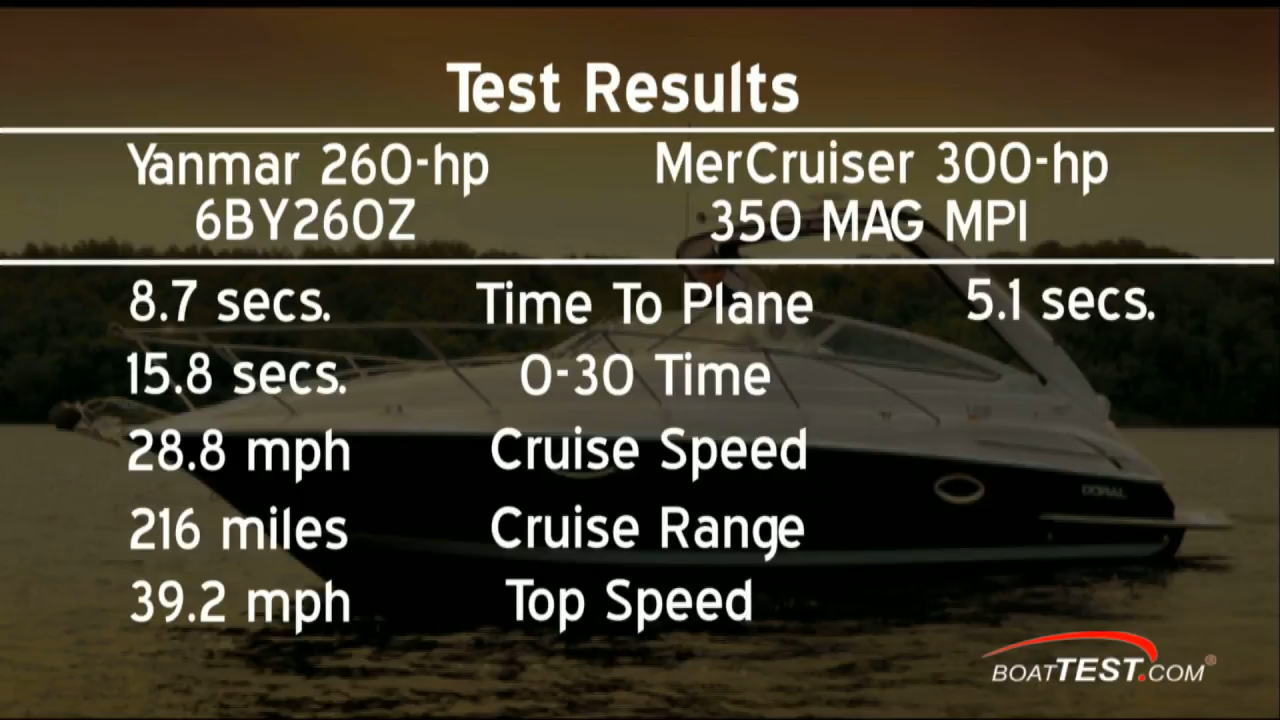 Test Results
Yanmar 260-hp MerCruiser 300-hp
6BY260Z 350 MAG MPI
8.7 secs. Time To Plane 5.1 secs.
15.8 secs. 0-30 Time
28.8 mph Cruise Speed
DORAL
216 miles Cruise Range
39.2 mph Top Speed
BOATTEST.COM®